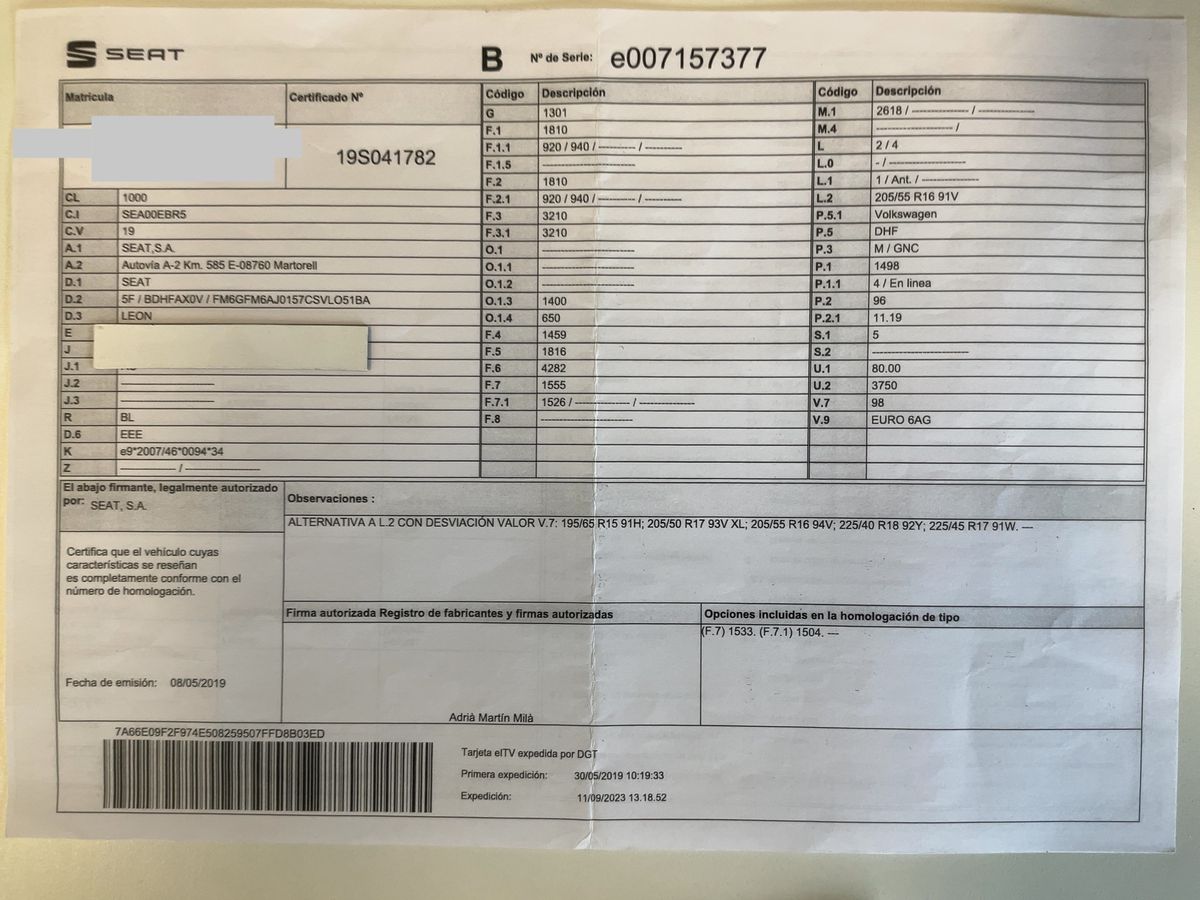 SEAT
B Nº de Serie: e007157377
Matricula
Certificado Nº
19S041782
CL 1000
C.I SEA00EBR5
C.V 19
A.1 SEAT,S.A.
A.2 Autovía A-2 Km. 585 E-08760 Martorell
D.1 SEAT
D.2 5F / BDHFAX0V / FM6GFM6AJ0157CSVLO51BA
D.3 LEON
E
J
J.1
J.2 --------------------
J.3 --------------------
R BL
D.6 EEE
K e9*2007/46*0094*34
Z ------------ / ----------------
Código Descripción
G 1301
F.1 1810
F.1.1 920 / 940 / -------- / --------
F.1.5 --------------------
F.2 1810
F.2.1 920 / 940 / -------- / --------
F.3 3210
F.3.1 3210
O.1 --------------------
O.1.1 --------------------
O.1.2 --------------------
O.1.3 1400
O.1.4 650
F.4 1459
F.5 1816
F.6 4282
F.7 1555
F.7.1 1526 / ------------ / ------------
F.8 --------------------
Código Descripción
M.1 2618 / ------------ / ------------
M.4 ---------------- /
L 2 / 4
L.0 - / ----------------
L.1 1 / Ant. / ------------
L.2 205/55 R16 91V
P.5.1 Volkswagen
P.5 DHF
P.3 M / GNC
P.1 1498
P.1.1 4 / En linea
P.2 96
P.2.1 11.19
S.1 5
S.2 --------------------
U.1 80.00
U.2 3750
V.7 98
V.9 EURO 6AG
El abajo firmante, legalmente autorizado
por: SEAT, S.A.
Certifica que el vehículo cuyas
características se reseñan
es completamente conforme con el
número de homologación.
Fecha de emisión: 08/05/2019
Observaciones :
ALTERNATIVA A L.2 CON DESVIACIÓN VALOR V.7: 195/65 R15 91H; 205/50 R17 93V XL; 205/55 R16 94V; 225/40 R18 92Y; 225/45 R17 91W. ---
Firma autorizada Registro de fabricantes y firmas autorizadas
Adrià Martín Milà
Opciones incluidas en la homologación de tipo
(F.7) 1533. (F.7.1) 1504. ---
7A66E09F2F974E508259507FFD8B03ED
Tarjeta eITV expedida por DGT
Primera expedición: 30/05/2019 10:19:33
Expedición: 11/09/2023 13.18.52